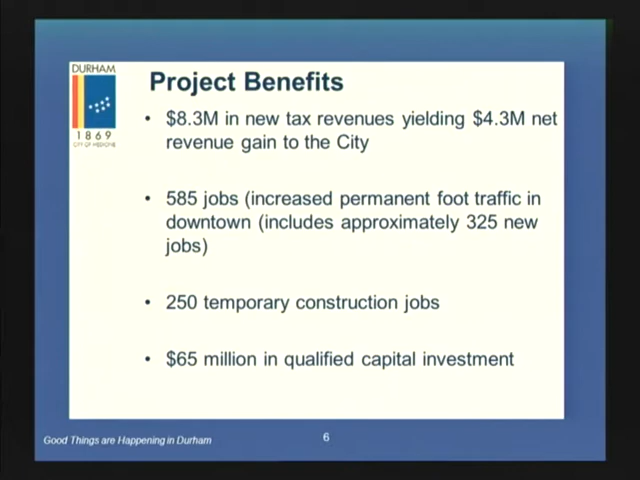 DURHAM
1869
CITY OF MEDICINE
Project Benefits
• $8.3M in new tax revenues yielding $4.3M net
revenue gain to the City
• 585 jobs (increased permanent foot traffic in
downtown (includes approximately 325 new
jobs)
• 250 temporary construction jobs
• $65 million in qualified capital investment
Good Things are Happening in Durham
6